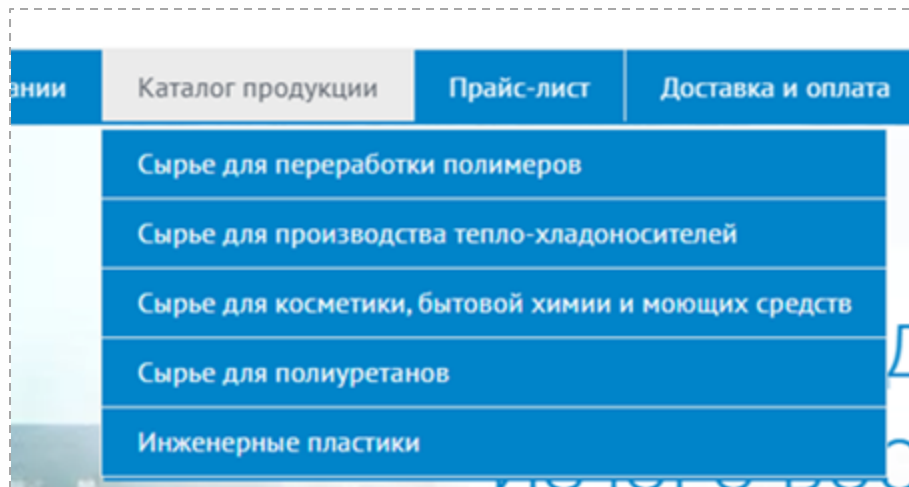 Каталог продукции Прайс-лист Доставка и оплата
Сырье для переработки полимеров
Сырье для производства тепло-хладоносителей
Сырье для косметики, бытовой химии и моющих средств
Сырье для полиуретанов
Инженерные пластики